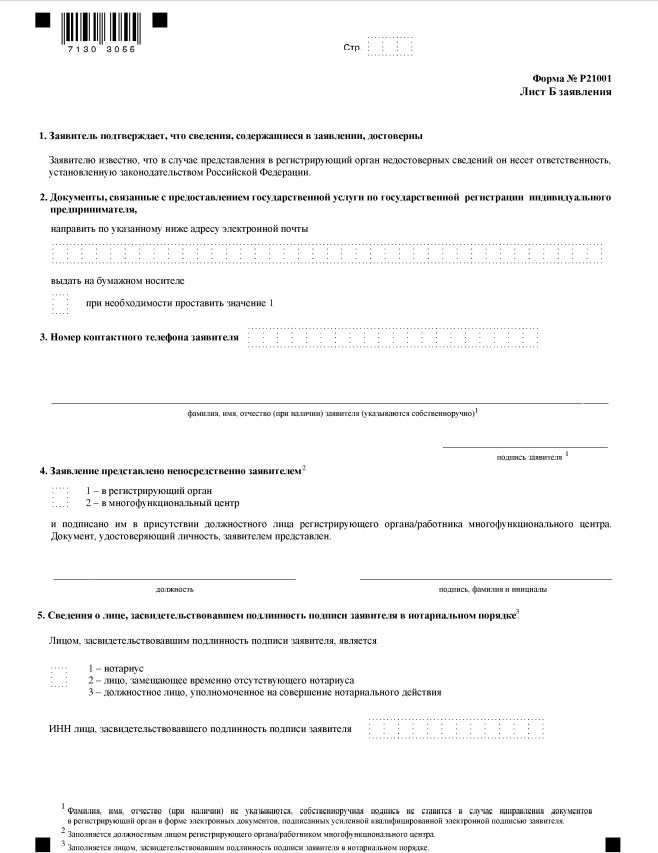 7130 3055
Стр.
Форма № Р21001
Лист Б заявления
1. Заявитель подтверждает, что сведения, содержащиеся в заявлении, достоверны
Заявителю известно, что в случае представления в регистрирующий орган недостоверных сведений он несет ответственность,
установленную законодательством Российской Федерации.
2. Документы, связанные с предоставлением государственной услуги по государственной регистрации индивидуального
предпринимателя,
направить по указанному ниже адресу электронной почты
выдать на бумажном носителе
при необходимости проставить значение 1
3. Номер контактного телефона заявителя
фамилия, имя, отчество (при наличии) заявителя (указываются собственноручно)1
подпись заявителя 1
4. Заявление представлено непосредственно заявителем2
1 – в регистрирующий орган
2 – в многофункциональный центр
и подписано им в присутствии должностного лица регистрирующего органа/работника многофункционального центра.
Документ, удостоверяющий личность, заявителем представлен.
должность
подпись, фамилия и инициалы
5. Сведения о лице, засвидетельствовавшем подлинность подписи заявителя в нотариальном порядке3
Лицом, засвидетельствовавшим подлинность подписи заявителя, является
1 – нотариус
2 – лицо, замещающее временно отсутствующего нотариуса
3 – должностное лицо, уполномоченное на совершение нотариального действия
ИНН лица, засвидетельствовавшего подлинность подписи заявителя
1 Фамилия, имя, отчество (при наличии) не указываются, собственноручная подпись не ставится в случае направления документов
в регистрирующий орган в форме электронных документов, подписанных усиленной квалифицированной электронной подписью заявителя.
2 Заполняется должностным лицом регистрирующего органа/работником многофункционального центра.
3 Заполняется лицом, засвидетельствовавшим подлинность подписи заявителя в нотариальном порядке.